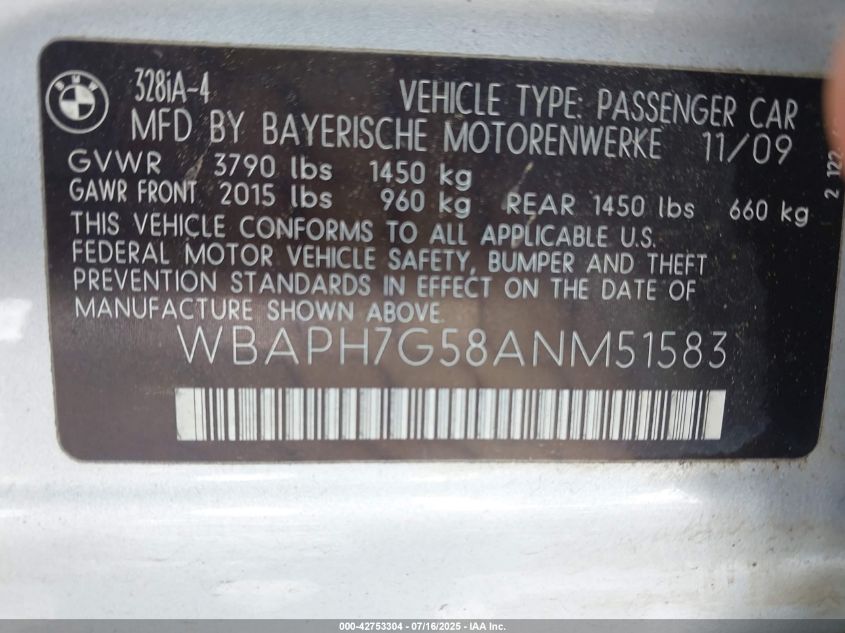 BMW
328iA-4
VEHICLE TYPE: PASSENGER CAR
MFD BY BAYERISCHE MOTORENWERKE 11/09
GVWR 3790 lbs 1450 kg
GAWR FRONT 2015 lbs 960 kg REAR 1450 lbs 660 kg
THIS VEHICLE CONFORMS TO ALL APPLICABLE U.S.
FEDERAL MOTOR VEHICLE SAFETY, BUMPER AND THEFT
PREVENTION STANDARDS IN EFFECT ON THE DATE OF
MANUFACTURE SHOWN ABOVE.
WBAPH7G58ANM51583
2 122
000-42753304 - 07/16/2025 - IAA Inc.